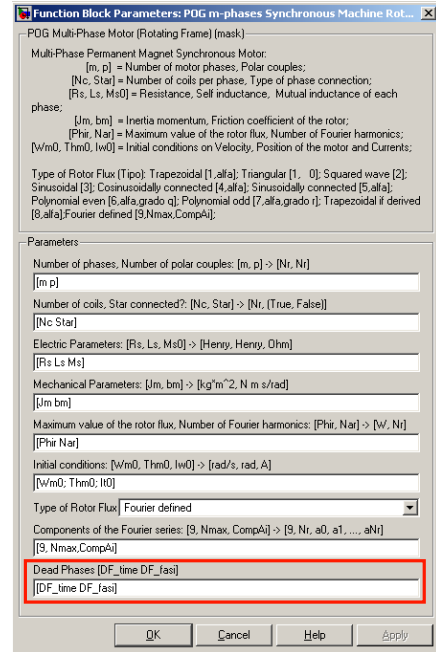 Function Block Parameters: POG m-phases Synchronous Machine Rot...
POG Multi-Phase Motor (Rotating Frame) (mask)
Multi-Phase Permanent Magnet Synchronous Motor:
[m, p] = Number of motor phases, Polar couples;
[Nc, Star] = Number of coils per phase, Type of phase connection;
[Rs, Ls, Ms0] = Resistance, Self inductance, Mutual inductance of each
phase;
[Jm, bm] = Inertia momentum, Friction coefficient of the rotor;
[Phir, Nar] = Maximum value of the rotor flux, Number of Fourier harmonics;
[Wm0, Thm0, Iw0] = Initial conditions on Velocity, Position of the motor and Currents;
Type of Rotor Flux (Tipo): Trapezoidal [1,alfa]; Triangular [1, 0]; Squared wave [2];
Sinusoidal [3]; Cosinusoidally connected [4,alfa]; Sinusoidally connected [5,alfa];
Polynomial even [6,alfa,grado q]; Polynomial odd [7,alfa,grado r]; Trapezoidal if derived
[8,alfa];Fourier defined [9,Nmax,CompAi];
Parameters
Number of phases, Number of polar couples: [m, p] -> [Nr, Nr]
[m p]
Number of coils, Star connected?: [Nc, Star] -> [Nr, (True, False)]
[Nc Star]
Electric Parameters: [Rs, Ls, Ms0] -> [Henry, Henry, Ohm]
[Rs Ls Ms]
Mechanical Parameters: [Jm, bm] -> [kg*m^2, N m s/rad]
[Jm bm]
Maximum value of the rotor flux, Number of Fourier harmonics: [Phir, Nar] -> [W, Nr]
[Phir Nar]
Initial conditions: [Wm0, Thm0, Iw0] -> [rad/s, rad, A]
[Wm0; Thm0; It0]
Type of Rotor Flux Fourier defined
Components of the Fourier series: [9, Nmax, CompAi] -> [9, Nr, a0, a1, ..., aNr]
[9, Nmax,CompAi]
Dead Phases [DF_time DF_fasi]
[DF_time DF_fasi]
OK Cancel Help Apply